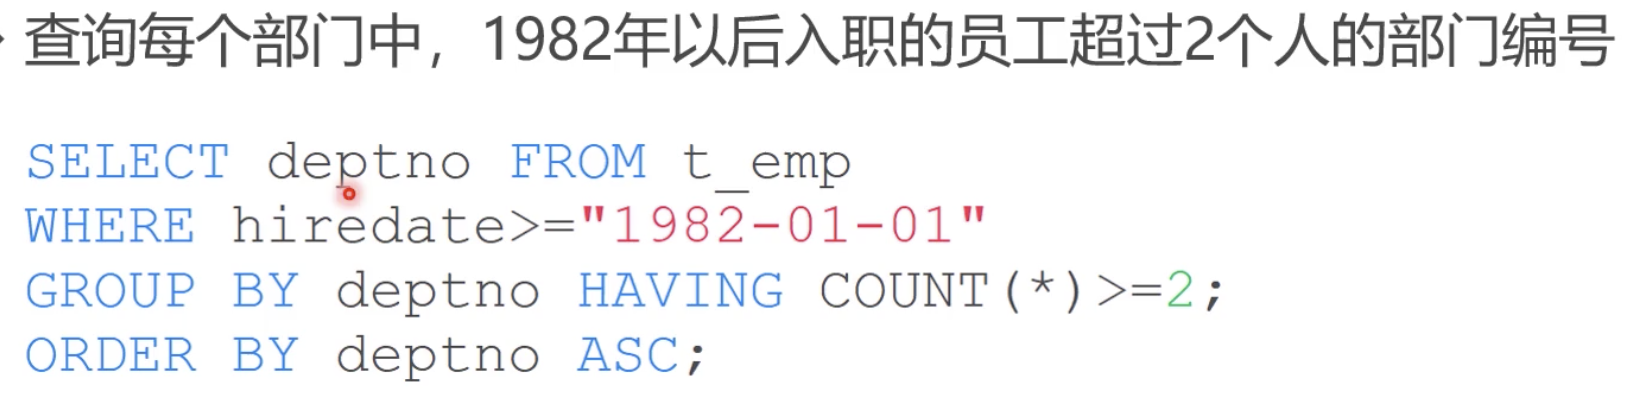 查询每个部门中，1982年以后入职的员工超过2个人的部门编号
SELECT deptno FROM t_emp
WHERE hiredate>="1982-01-01"
GROUP BY deptno HAVING COUNT(*)>=2;
ORDER BY deptno ASC;